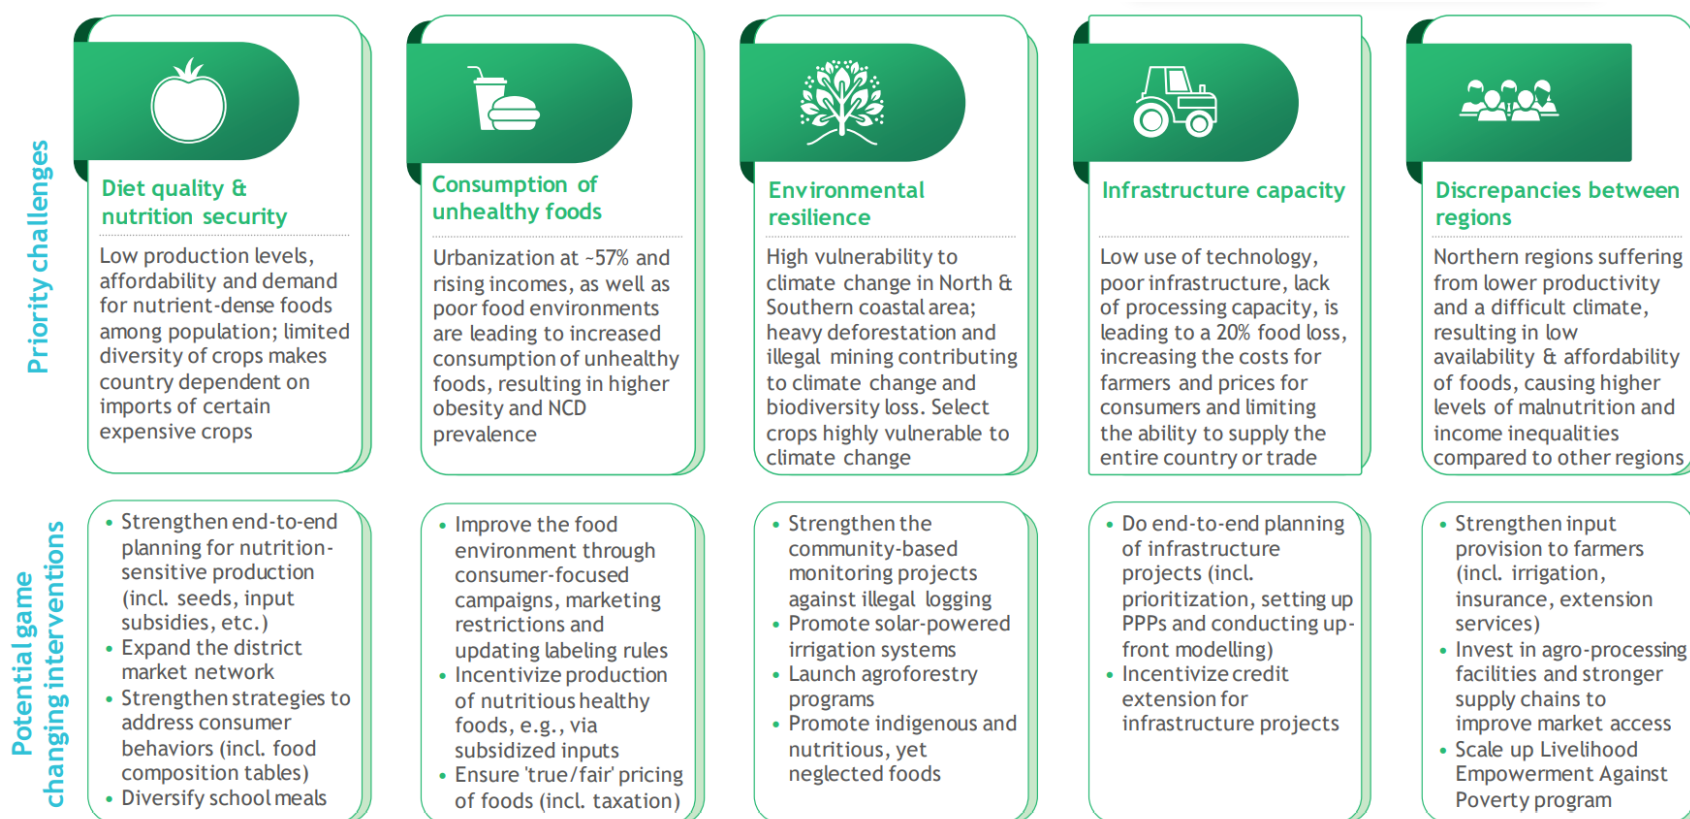 Priority challenges
Diet quality &
nutrition security
Low production levels,
affordability and demand
for nutrient-dense foods
among population; limited
diversity of crops makes
country dependent on
imports of certain
expensive crops
Consumption of
unhealthy foods
Urbanization at ~57% and
rising incomes, as well as
poor food environments
are leading to increased
consumption of unhealthy
foods, resulting in higher
obesity and NCD
prevalence
Environmental
resilience
High vulnerability to
climate change in North &
Southern coastal area;
heavy deforestation and
illegal mining contributing
to climate change and
biodiversity loss. Select
crops highly vulnerable to
climate change
Infrastructure capacity
Low use of technology,
poor infrastructure, lack
of processing capacity, is
leading to a 20% food loss,
increasing the costs for
farmers and prices for
consumers and limiting
the ability to supply the
entire country or trade
Discrepancies between
regions
Northern regions suffering
from lower productivity
and a difficult climate,
resulting in low
availability & affordability
of foods, causing higher
levels of malnutrition and
income inequalities
compared to other regions
Potential game
changing interventions
• Strengthen end-to-end
planning for nutrition-
sensitive production
(incl. seeds, input
subsidies, etc.)
• Expand the district
market network
• Strengthen strategies to
address consumer
behaviors (incl. food
composition tables)
• Diversify school meals
• Improve the food
environment through
consumer-focused
campaigns, marketing
restrictions and
updating labeling rules
• Incentivize production
of nutritious healthy
foods, e.g., via
subsidized inputs
• Ensure 'true/fair' pricing
of foods (incl. taxation)
• Strengthen the
community-based
monitoring projects
against illegal logging
• Promote solar-powered
irrigation systems
• Launch agroforestry
programs
• Promote indigenous and
nutritious, yet
neglected foods
• Do end-to-end planning
of infrastructure
projects (incl.
prioritization, setting up
PPPs and conducting up-
front modelling)
• Incentivize credit
extension for
infrastructure projects
• Strengthen input
provision to farmers
(incl. irrigation,
insurance, extension
services)
• Invest in agro-processing
facilities and stronger
supply chains to
improve market access
• Scale up Livelihood
Empowerment Against
Poverty program